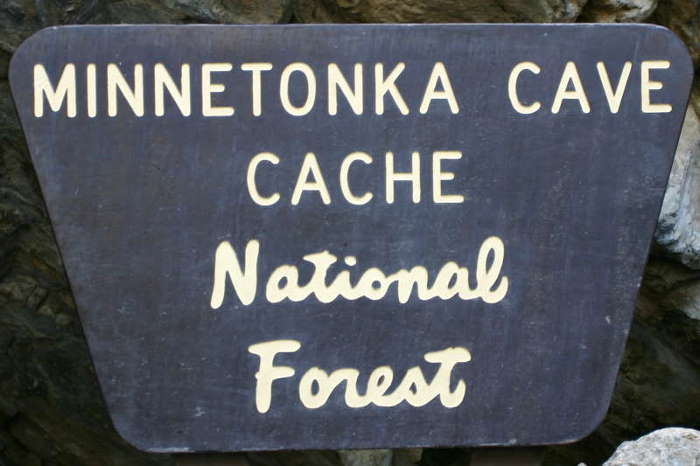 MINNETONKA CAVE
CACHE
National
Forest